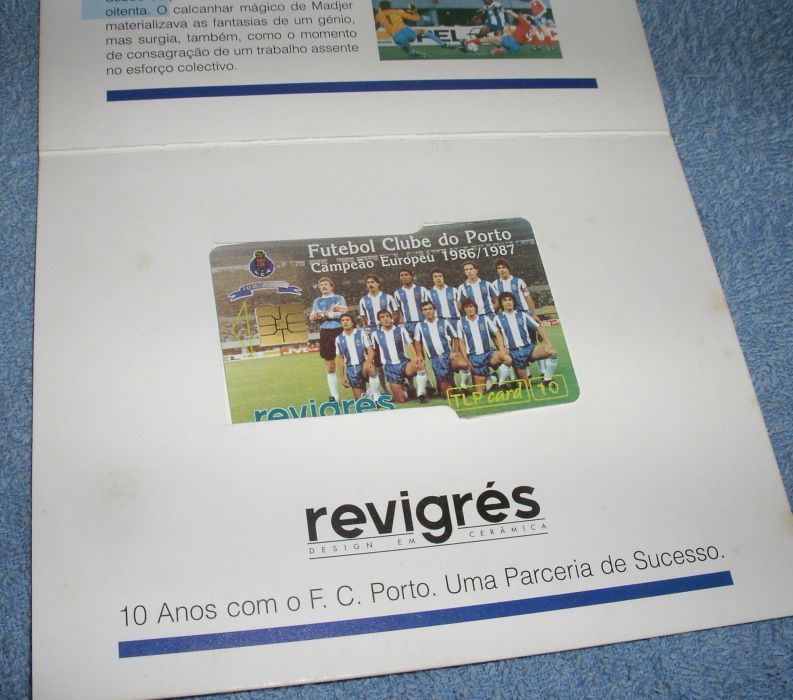 oitenta. O calcanhar mágico de Madjer
materializava as fantasias de um génio,
mas surgia, também, como o momento
de consagração de um trabalho assente
no esforço colectivo.
Futebol Clube do Porto
Campeão Europeu 1986/1987
revigrés
TLP card 10
revigrés
DESIGN EM CERÂMICA
10 Anos com o F. C. Porto. Uma Parceria de Sucesso.